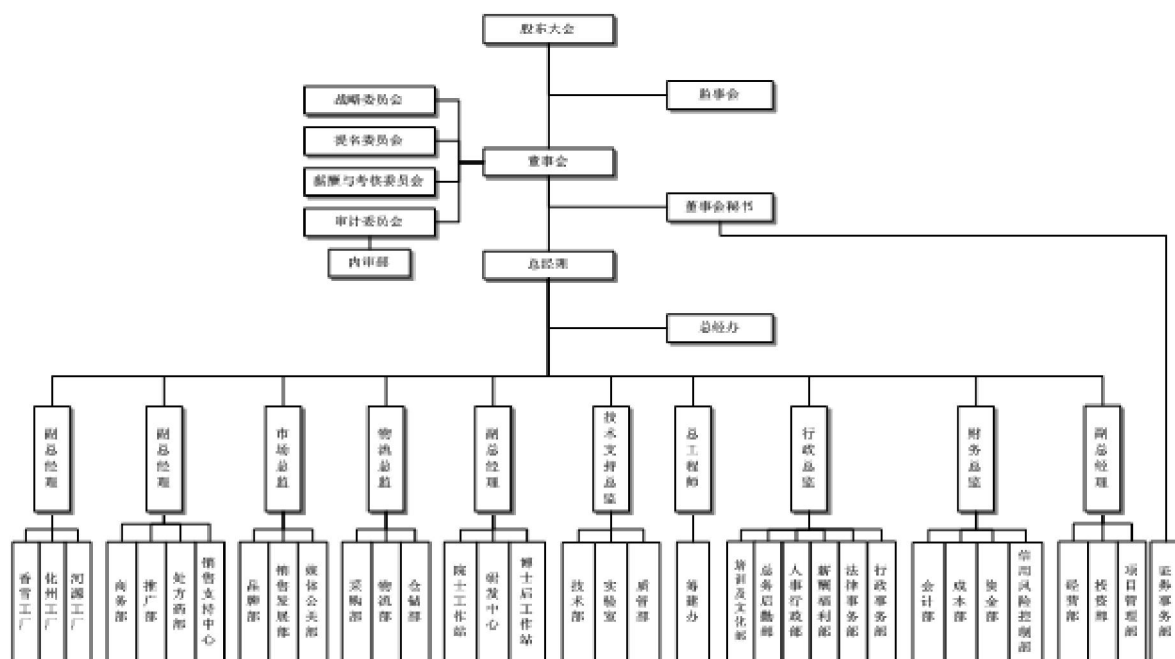 股东大会
监事会
战略委员会
提名委员会
董事会
薪酬与考核委员会
董事会秘书
审计委员会
内审部
总经理
总经办
副总经理
副总经理
市场总监
物流总监
副总经理
技术支持总监
总工程师
行政总监
财务总监
副总经理
香雪工厂
化州工厂
河源工厂
商务部
推广部
处方药部
销售支持中心
品牌部
销售发展部
媒体公关部
采购部
物流部
仓储部
院士工作站
研发中心
博士后工作站
技术部
实验室
质管部
筹建办
培训及文化部
总务后勤部
人事行政部
薪酬福利部
法律事务部
行政事务部
会计部
成本部
资金部
信用风险控制部
经营部
投资部
项目管理部
证券事务部